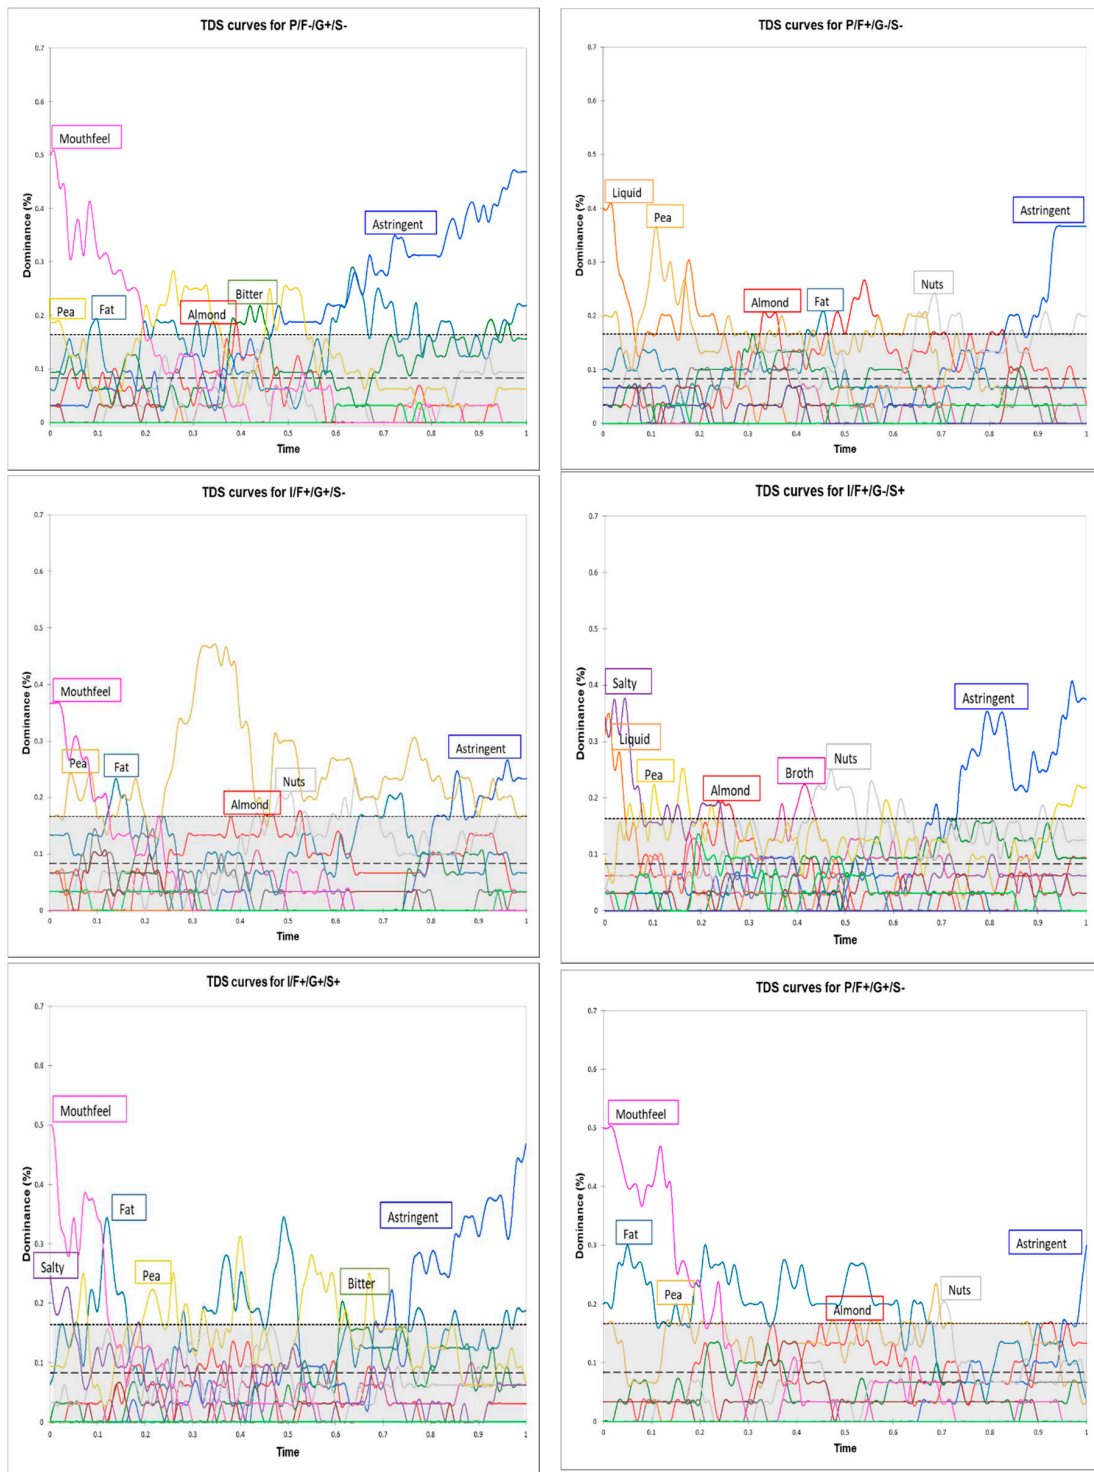 TDS curves for P/F-/G+/S-
0.7
0.6
0.5
0.4
0.3
0.2
0.1
0
Dominance (%)
Mouthfeel
Pea
Fat
Almond
Bitter
Astringent
0 0.1 0.2 0.3 0.4 0.5 0.6 0.7 0.8 0.9 1
Time
TDS curves for P/F+/G-/S-
0.7
0.6
0.5
0.4
0.3
0.2
0.1
0
Dominance (%)
Liquid
Pea
Almond
Fat
Nuts
Astringent
0 0.1 0.2 0.3 0.4 0.5 0.6 0.7 0.8 0.9 1
Time
TDS curves for I/F+/G+/S-
0.7
0.6
0.5
0.4
0.3
0.2
0.1
0
Dominance (%)
Mouthfeel
Pea
Fat
Almond
Nuts
Astringent
0 0.1 0.2 0.3 0.4 0.5 0.6 0.7 0.8 0.9 1
Time
TDS curves for I/F+/G-/S+
0.7
0.6
0.5
0.4
0.3
0.2
0.1
0
Dominance (%)
Salty
Liquid
Pea
Almond
Broth
Nuts
Astringent
0 0.1 0.2 0.3 0.4 0.5 0.6 0.7 0.8 0.9 1
Time
TDS curves for I/F+/G+/S+
0.7
0.6
0.5
0.4
0.3
0.2
0.1
0
Dominance (%)
Mouthfeel
Salty
Fat
Pea
Bitter
Astringent
0 0.1 0.2 0.3 0.4 0.5 0.6 0.7 0.8 0.9 1
Time
TDS curves for P/F+/G+/S-
0.7
0.6
0.5
0.4
0.3
0.2
0.1
0
Dominance (%)
Mouthfeel
Fat
Pea
Almond
Nuts
Astringent
0 0.1 0.2 0.3 0.4 0.5 0.6 0.7 0.8 0.9 1
Time